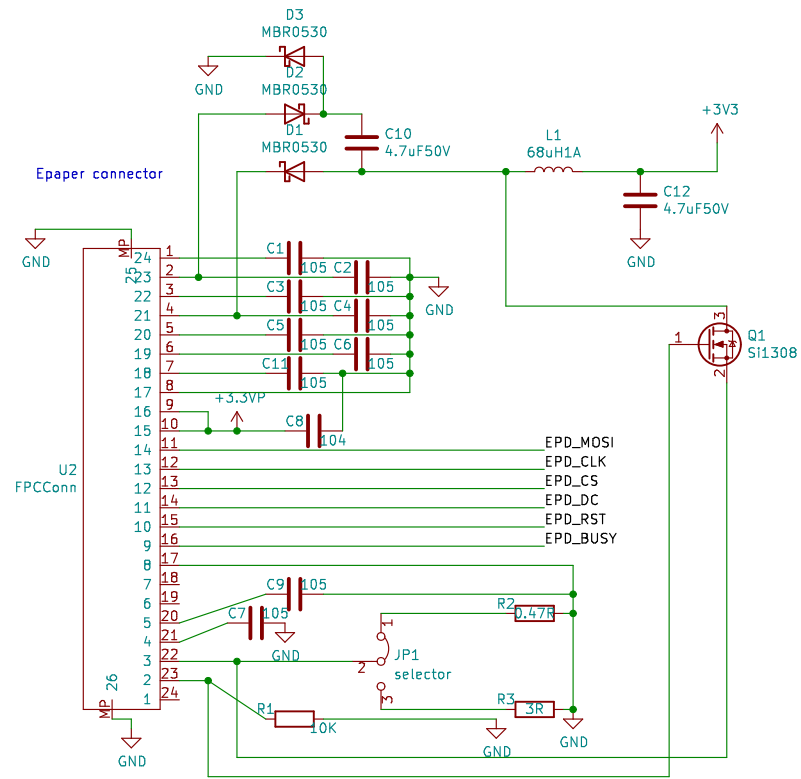 D3
MBR0530
GND
D2
MBR0530
D1
MBR0530
C10
4.7uF50V
L1
68uH1A
+3V3
C12
4.7uF50V
GND
Epaper connector
GND
MP
25
24 1
23 2
22 3
21 4
20 5
19 6
18 7
17 8
16 9
15 10
14 11
13 12
12 13
11 14
10 15
9 16
8 17
7 18
6 19
5 20
4 21
3 22
2 23
1 24
26
MP
GND
U2
FPCConn
C1
105
C2
105
C3
105
C4
105
C5
105
C6
105
C11
105
GND
+3.3VP
C8
104
EPD_MOSI
EPD_CLK
EPD_CS
EPD_DC
EPD_RST
EPD_BUSY
3
1
2
Q1
Si1308
C9
105
C7
105
GND
1
2
3
JP1
selector
R2
0.47R
R3
3R
GND
R1
10K
GND